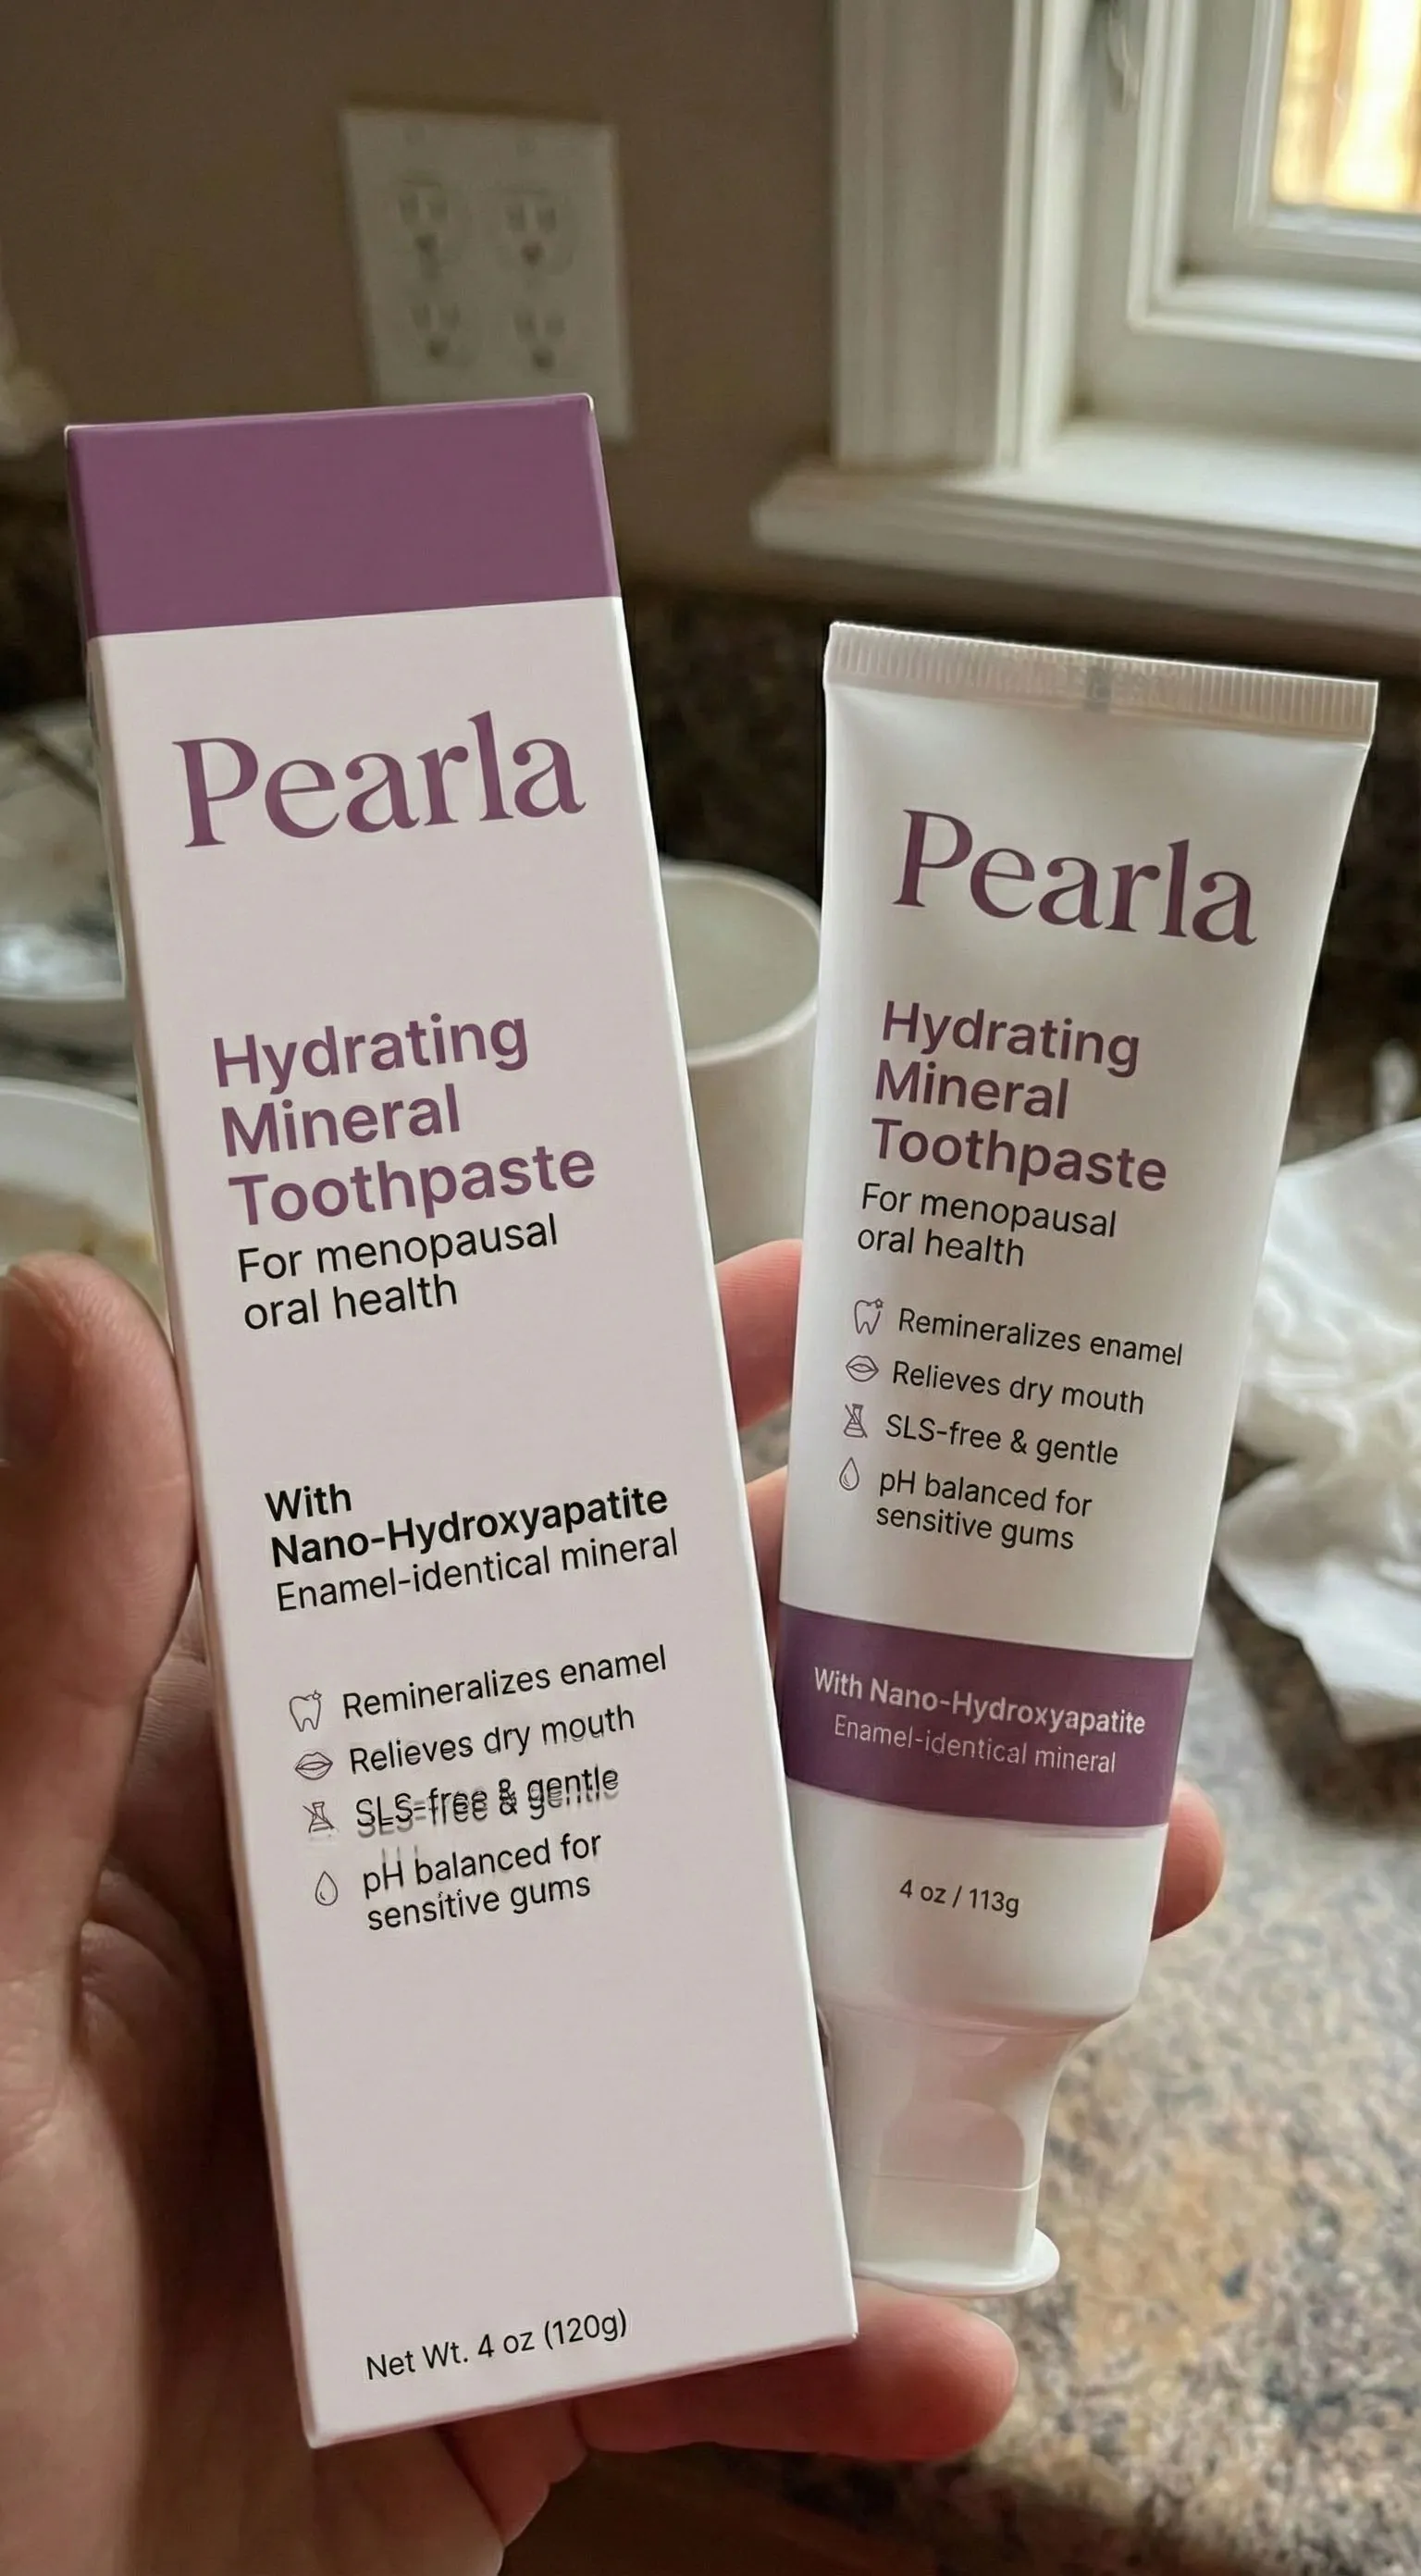 Pearla
Hydrating
Mineral
Toothpaste
For menopausal
oral health
With
Nano-Hydroxyapatite
Enamel-identical mineral
Remineralizes enamel
Relieves dry mouth
SLS-free & gentle
pH balanced for
sensitive gums
Net Wt. 4 oz (120g)
Pearla
Hydrating
Mineral
Toothpaste
For menopausal
oral health
Remineralizes enamel
Relieves dry mouth
SLS-free & gentle
pH balanced for
sensitive gums
With Nano-Hydroxyapatite
Enamel-identical mineral
4 oz / 113g